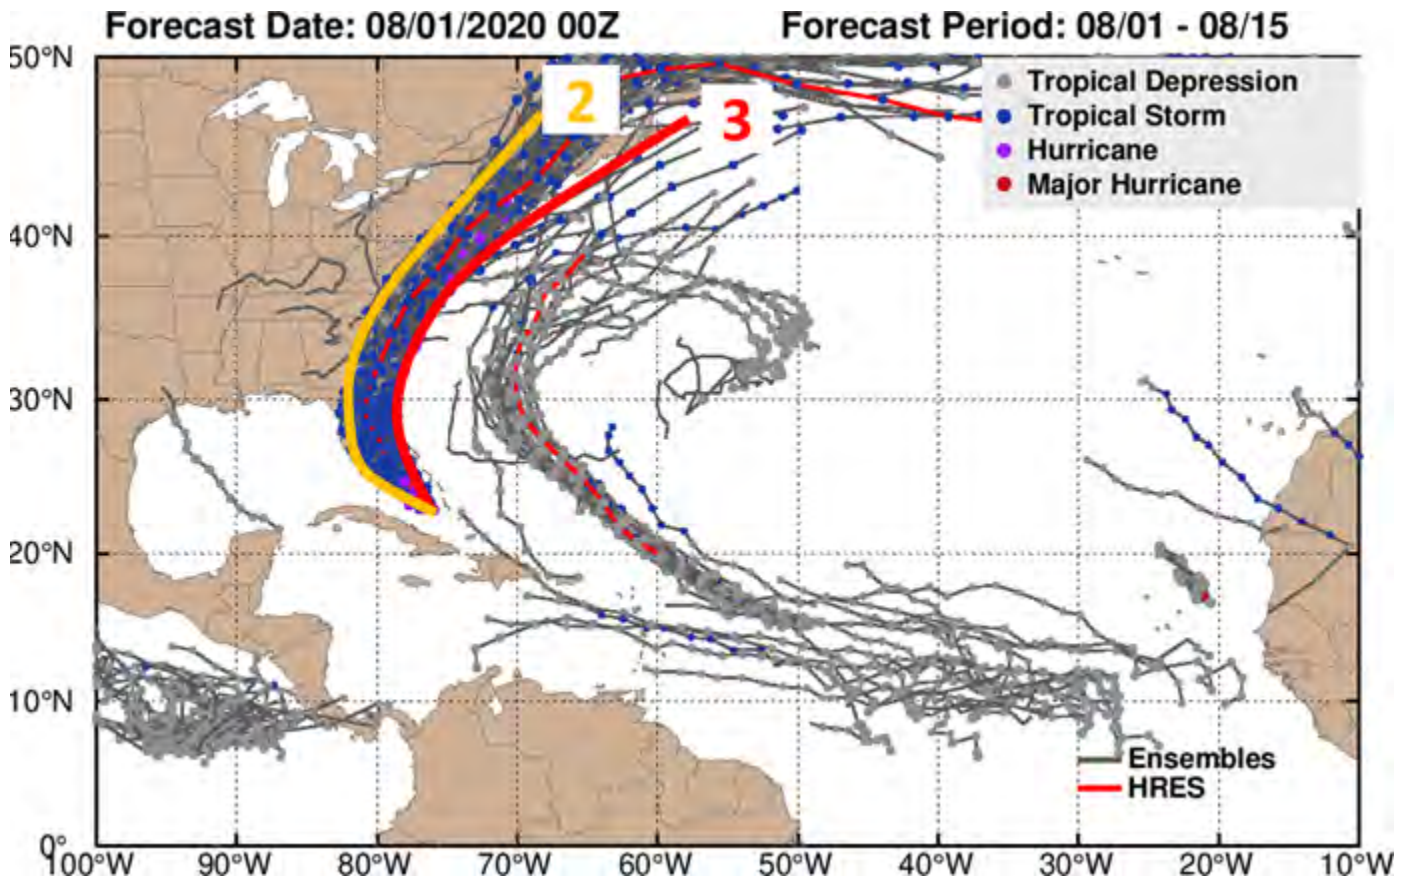 Forecast Date: 08/01/2020 00Z
Forecast Period: 08/01 - 08/15
50°N
40°N
30°N
20°N
10°N
0°
2
3
Tropical Depression
Tropical Storm
Hurricane
Major Hurricane
Ensembles
HRES
100W
90°W
80°W
70°W
60°W
50°W
40°W
30°W
20°W
10°W